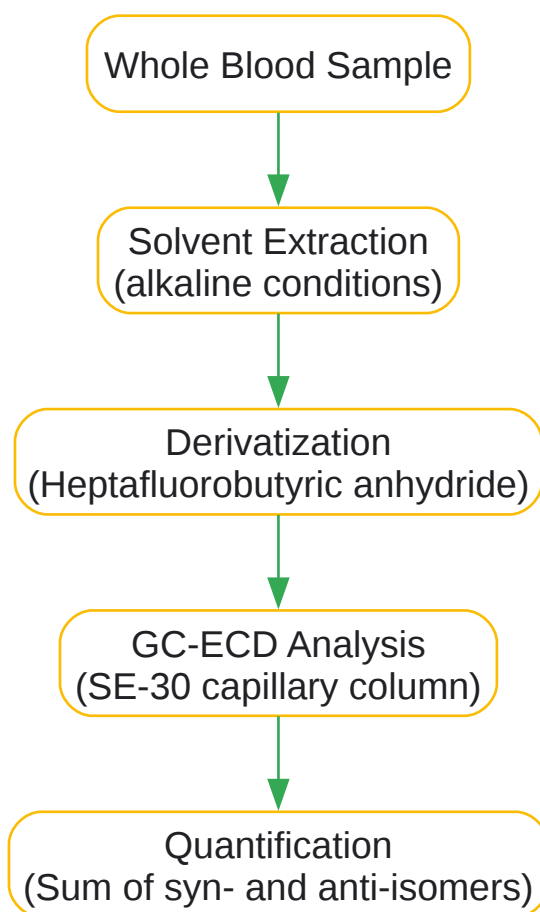 Whole Blood Sample
Solvent Extraction
(alkaline conditions)
Derivatization
(Heptafluorobutyric anhydride)
GC-ECD Analysis
(SE-30 capillary column)
Quantification
(Sum of syn- and anti-isomers)